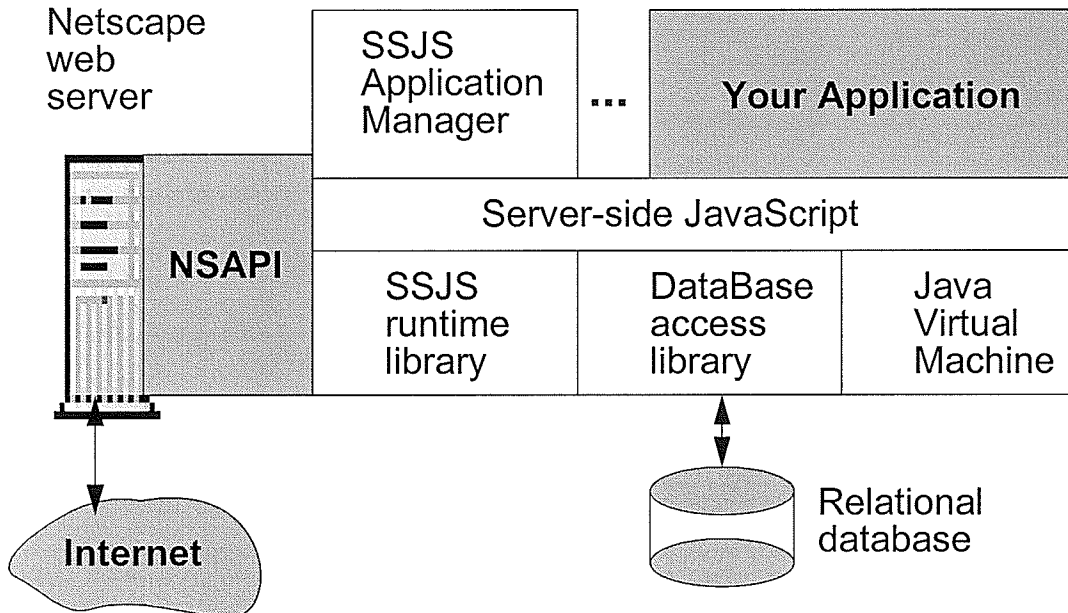 Netscape
web
server
SSJS
Application
Manager
...
Your Application
Server-side JavaScript
NSAPI
SSJS
runtime
library
DataBase
access
library
Java
Virtual
Machine
Internet
Relational
database